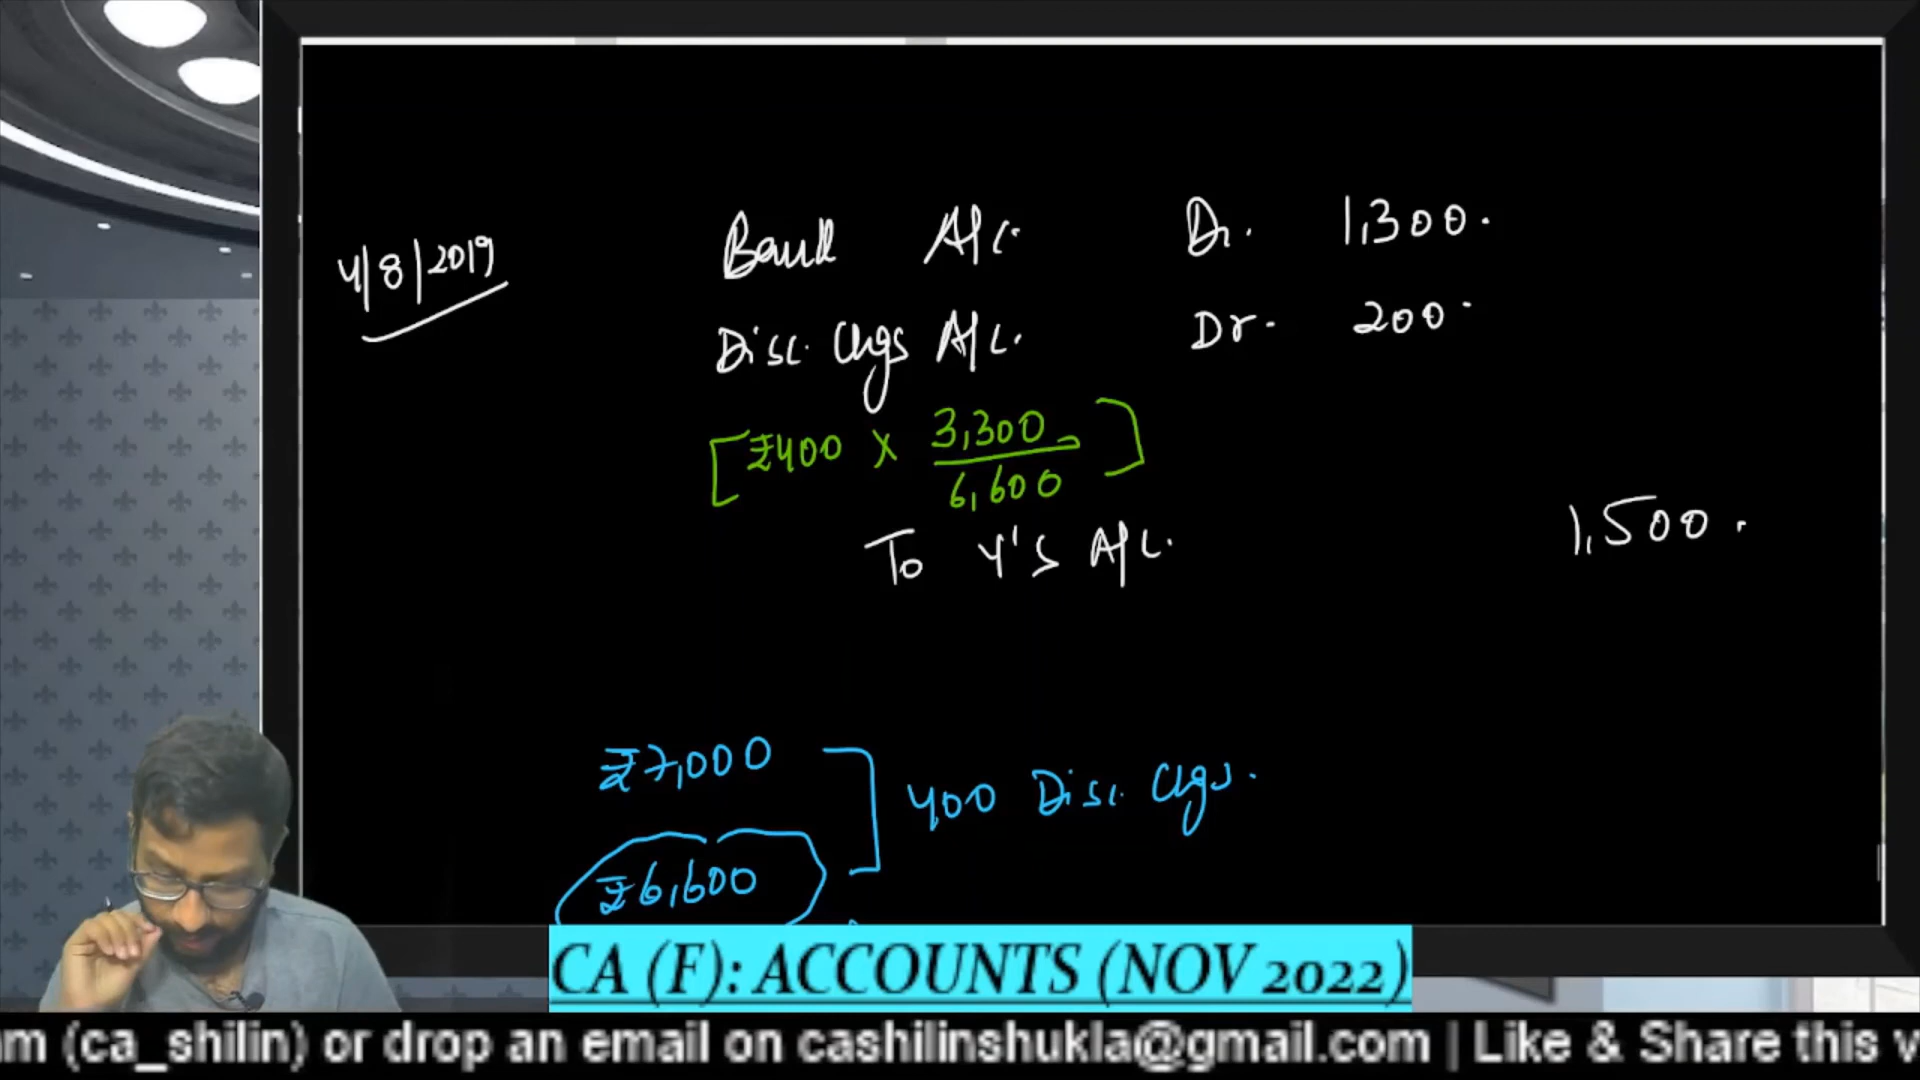 4/8/2019
Bank A/c. Dr. 1,300.
Disc. Chgs A/c. Dr. 200.
[₹400 x 3,300
6,600]
To Y's A/c. 1,500.
₹7,000
400 Disc. Chgs.
₹6,600
CA (F): ACCOUNTS (NOV 2022)
am (ca_shilin) or drop an email on cashilinshukla@gmail.com | Like & Share this v